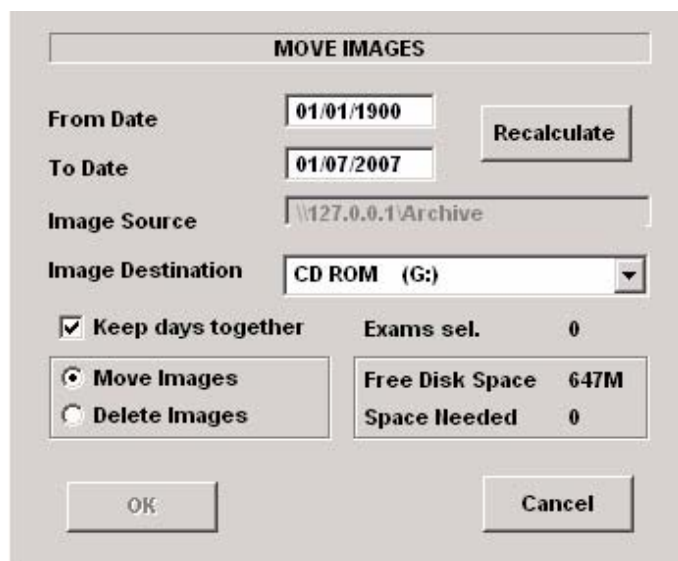 MOVE IMAGES
From Date 01/01/1900
Recalculate
To Date 01/07/2007
Image Source \\127.0.0.1\Archive
Image Destination CD ROM (G:)
Keep days together Exams sel. 0
Move Images Free Disk Space 647M
Delete Images Space Needed 0
OK Cancel